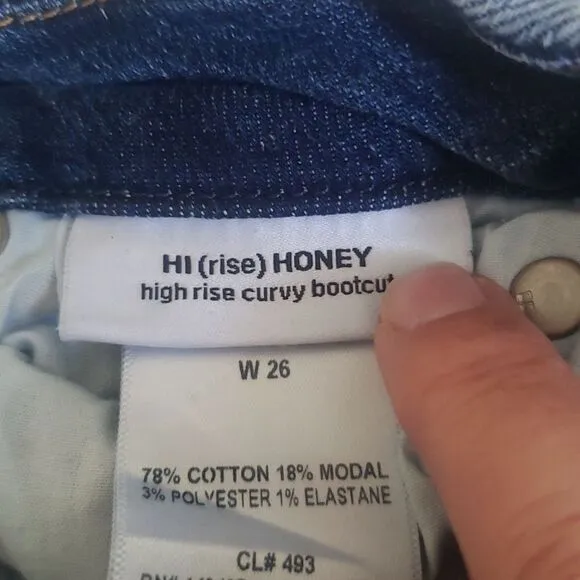 HI (rise) HONEY
high rise curvy bootcut
W 26
78% COTTON 18% MODAL
3% POLYESTER 1% ELASTANE
CL# 493